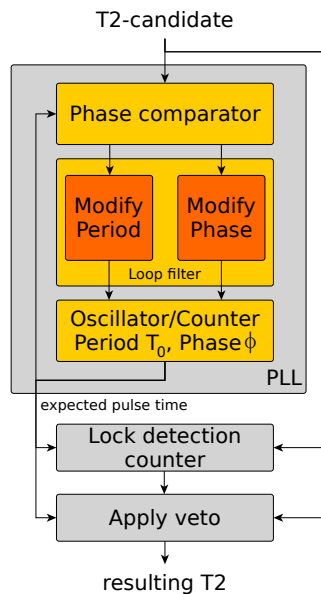 T2-candidate
Phase comparator
Modify
Period
Modify
Phase
Loop filter
Oscillator/Counter
Period T₀, Phase ϕ
PLL
expected pulse time
Lock detection
counter
Apply veto
resulting T2